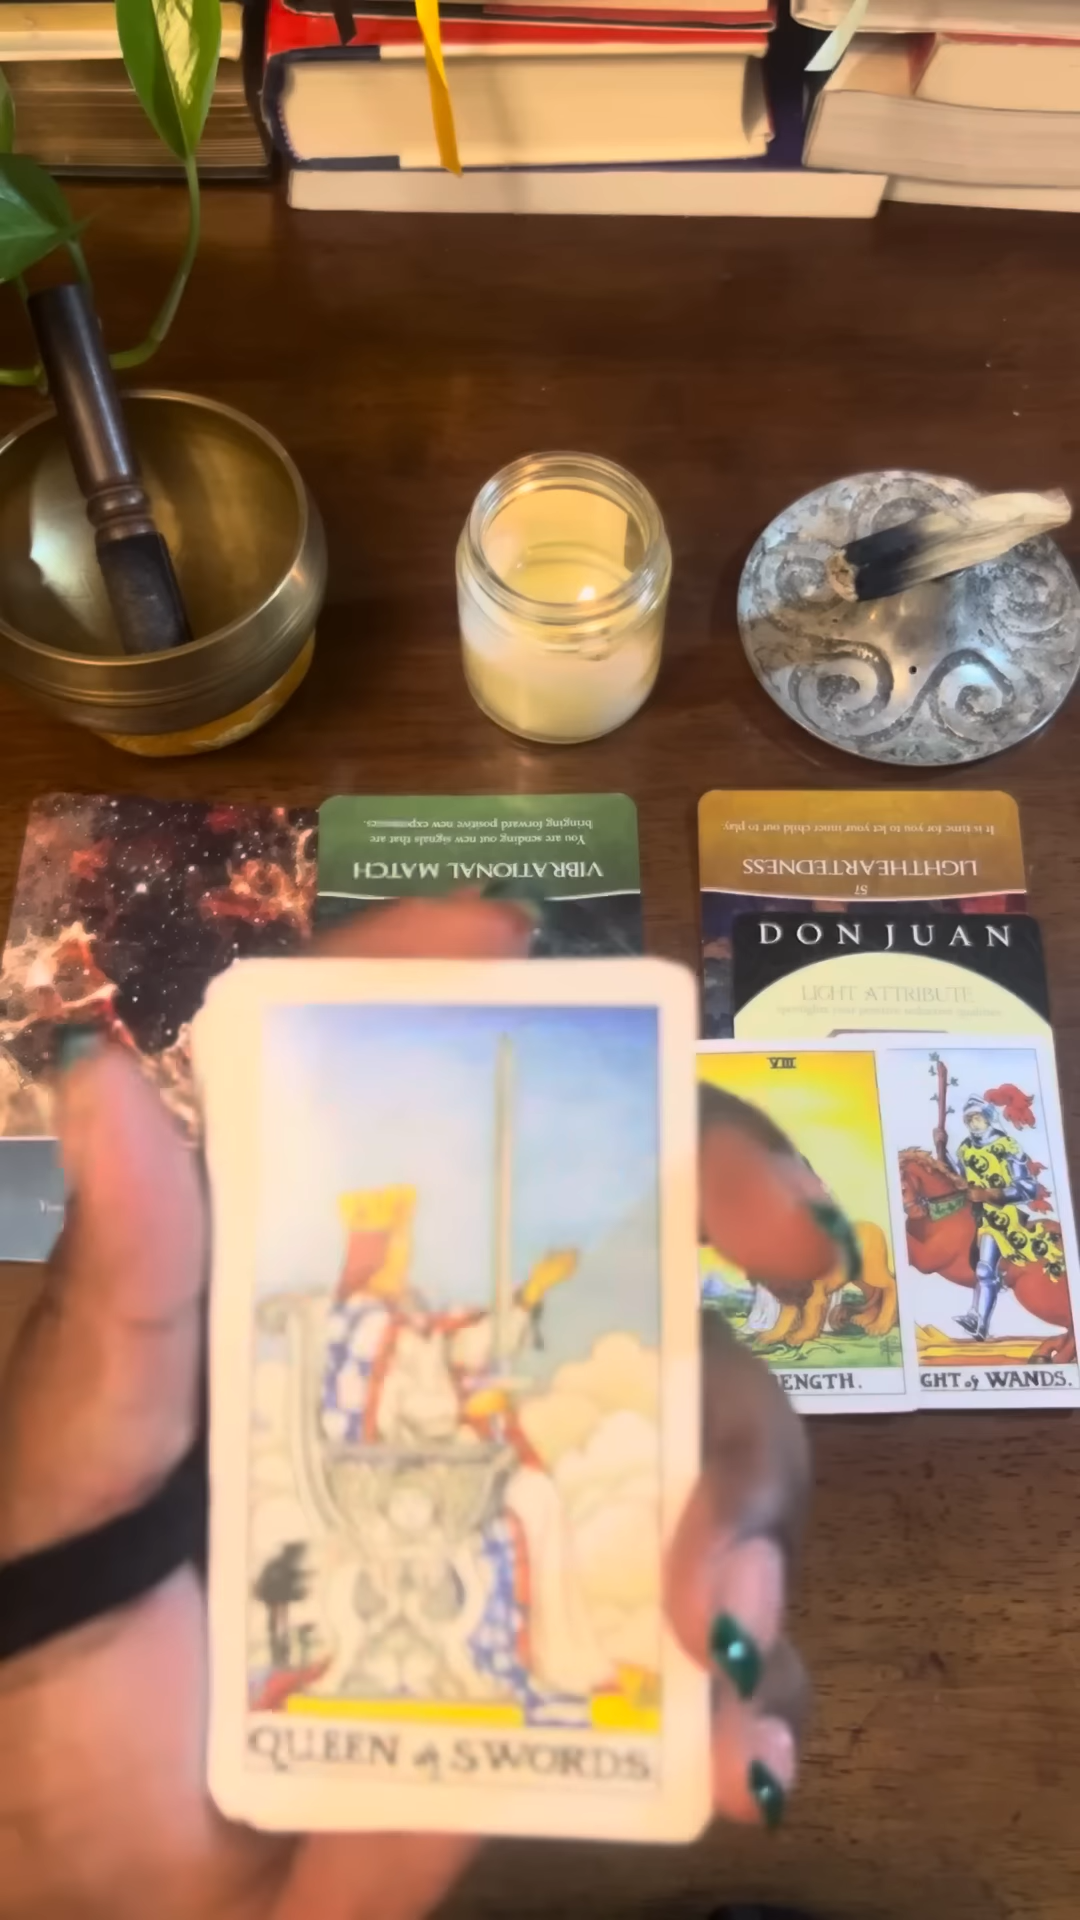 You are sending out new signals that are
bringing forward positive new
VIBRATIONAL MATCH
It is time for you to let your inner child out to play.
57
LIGHTHEARTEDNESS
DON JUAN
LIGHT ATTRIBUTE
VIII
ENGTH.
GHT of WANDS.
You
QUEEN of SWORDS.